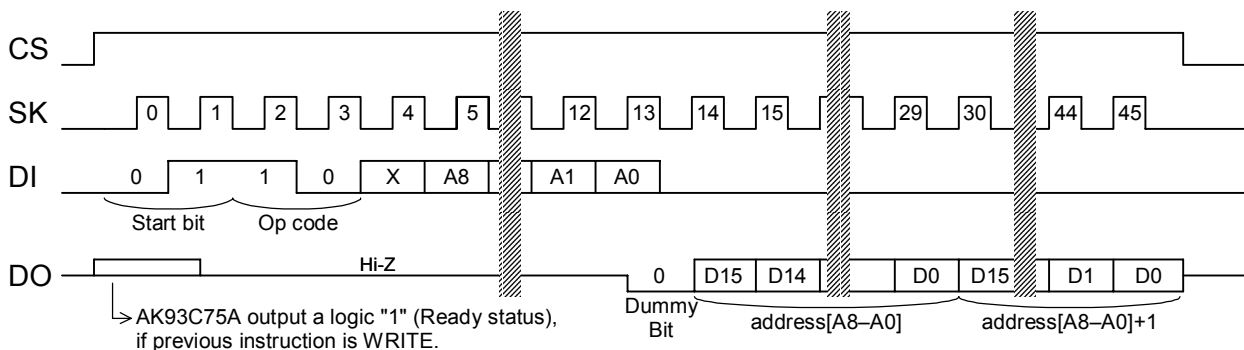 CS
SK 0 1 2 3 4 5 12 13 14 15 29 30 44 45
DI 0 1 1 0 X A8 A1 A0
Start bit Op code
DO Hi-Z 0 D15 D14 D0 D15 D1 D0
Dummy
Bit
address[A8–A0] address[A8–A0]+1
AK93C75A output a logic "1" (Ready status),
if previous instruction is WRITE.